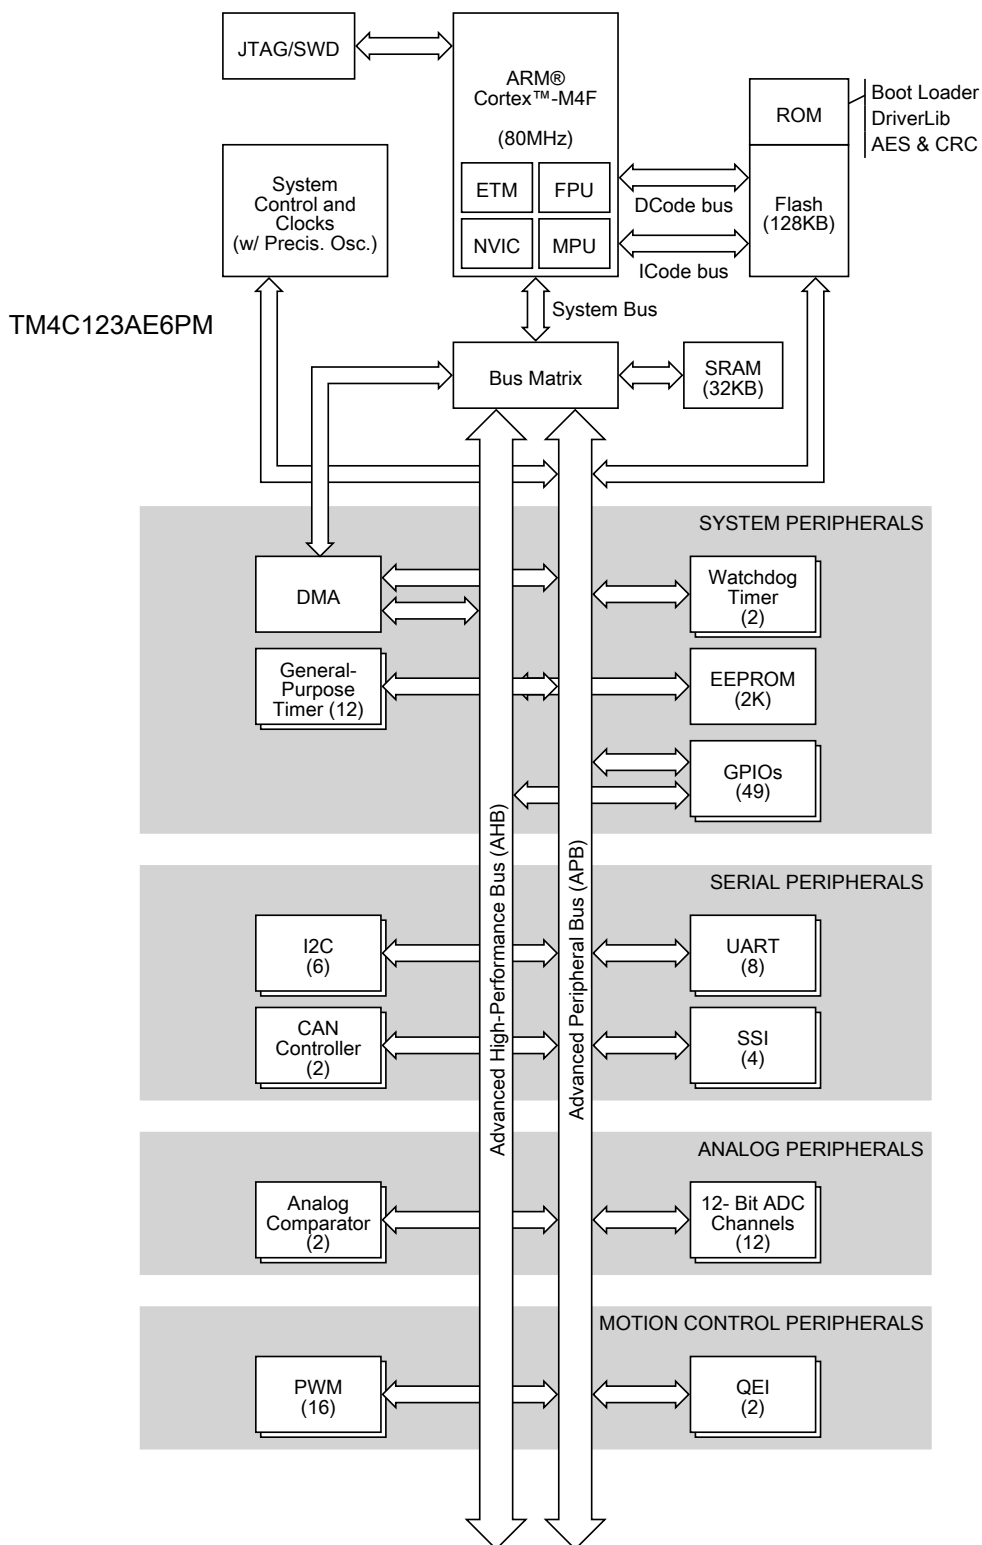 JTAG/SWD
ARM®
Cortex™-M4F
(80MHz)
ETM
FPU
NVIC
MPU
ROM
Boot Loader
DriverLib
AES & CRC
Flash
(128KB)
DCode bus
ICode bus
System
Control and
Clocks
(w/ Precis. Osc.)
System Bus
TM4C123AE6PM
Bus Matrix
SRAM
(32KB)
SYSTEM PERIPHERALS
DMA
Watchdog
Timer
(2)
General-
Purpose
Timer (12)
EEPROM
(2K)
GPIOs
(49)
Advanced High-Performance Bus (AHB)
Advanced Peripheral Bus (APB)
SERIAL PERIPHERALS
I2C
(6)
UART
(8)
CAN
Controller
(2)
SSI
(4)
ANALOG PERIPHERALS
Analog
Comparator
(2)
12- Bit ADC
Channels
(12)
MOTION CONTROL PERIPHERALS
PWM
(16)
QEI
(2)